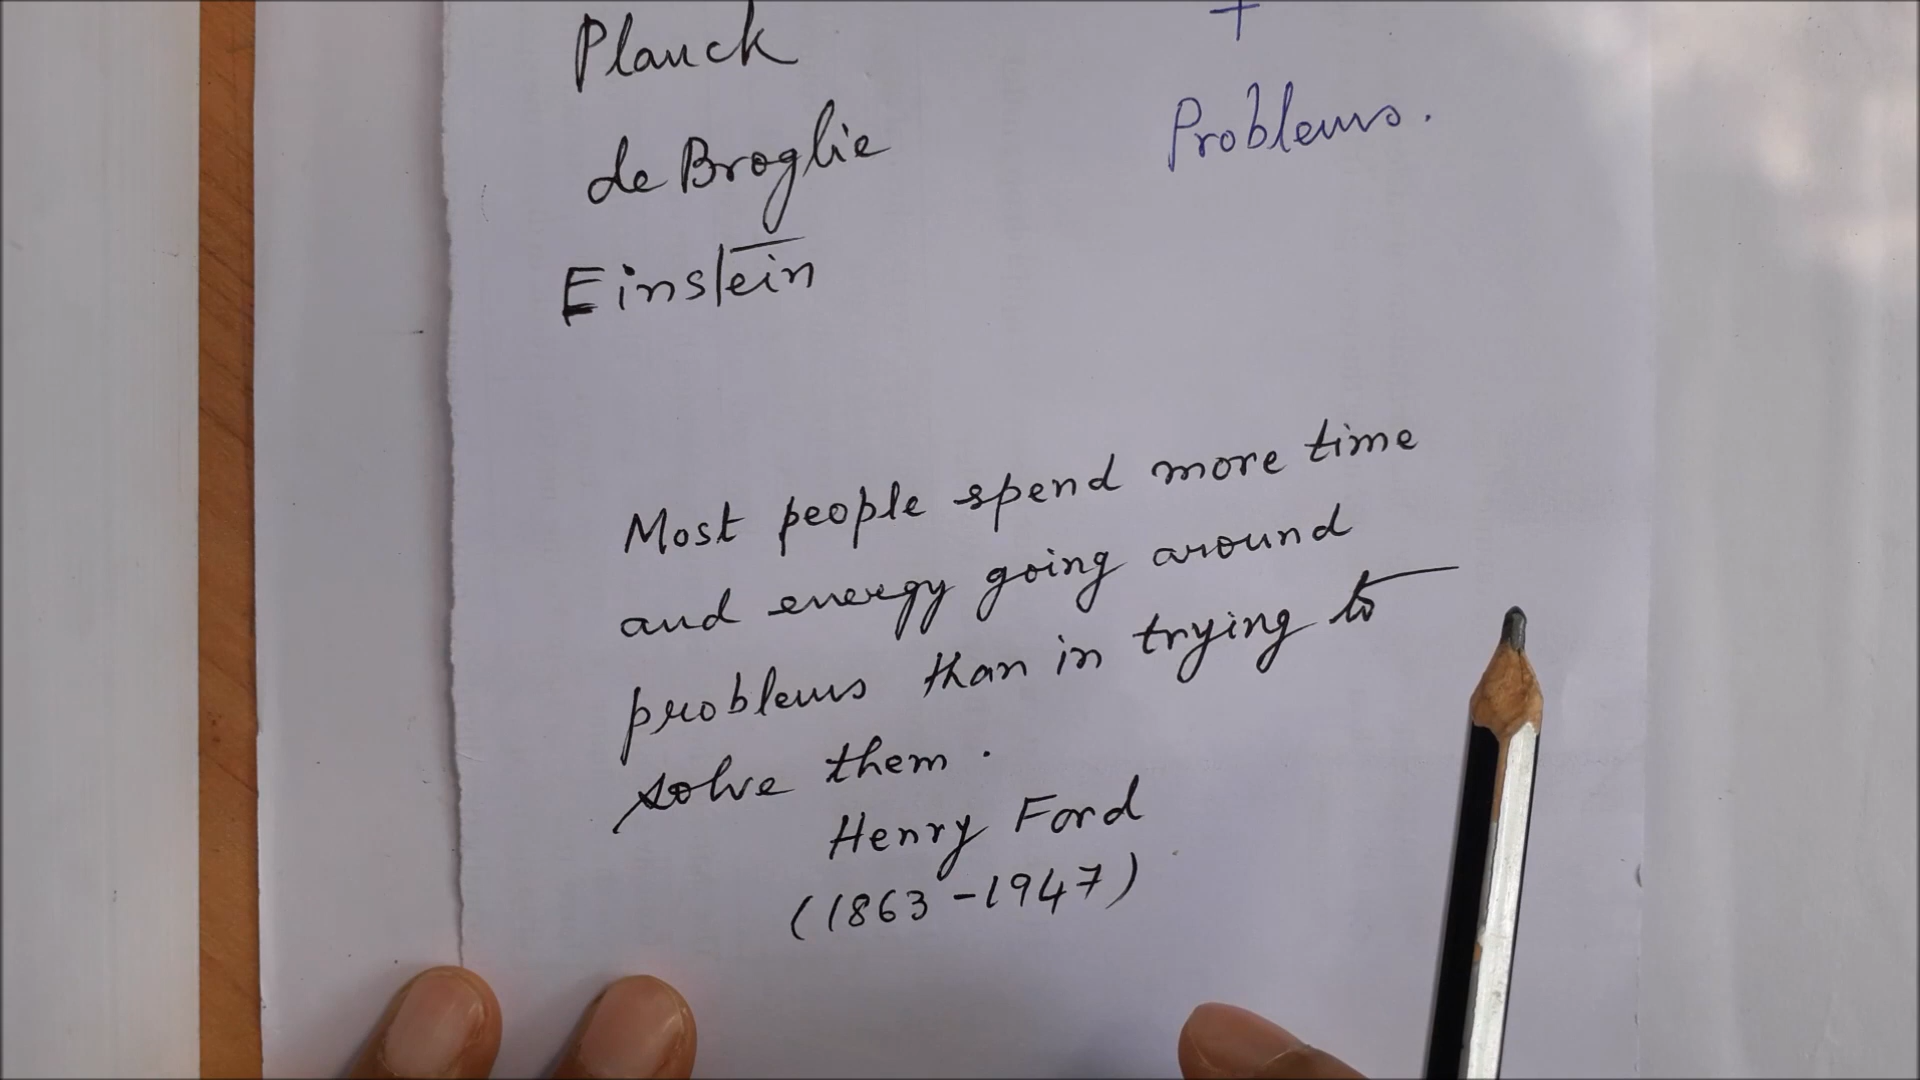 Planck
+
de Broglie
Problems.
Einstein
Most people spend more time
and energy going around
problems than in trying to
solve them.
Henry Ford
(1863-1947)